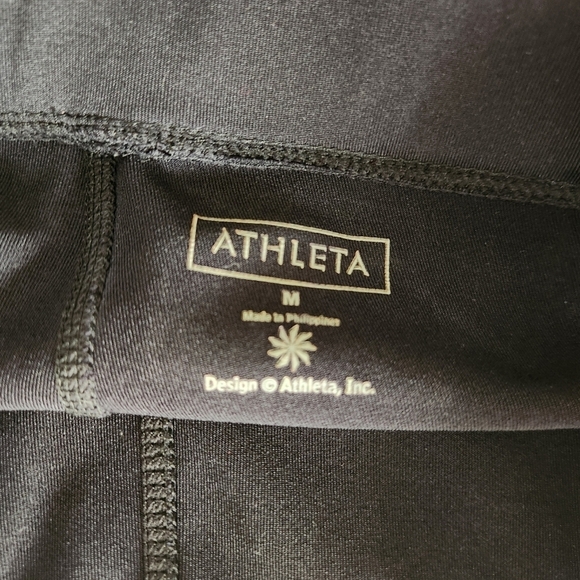 ATHLETA
M
Made in Philippines
Design © Athleta, Inc.